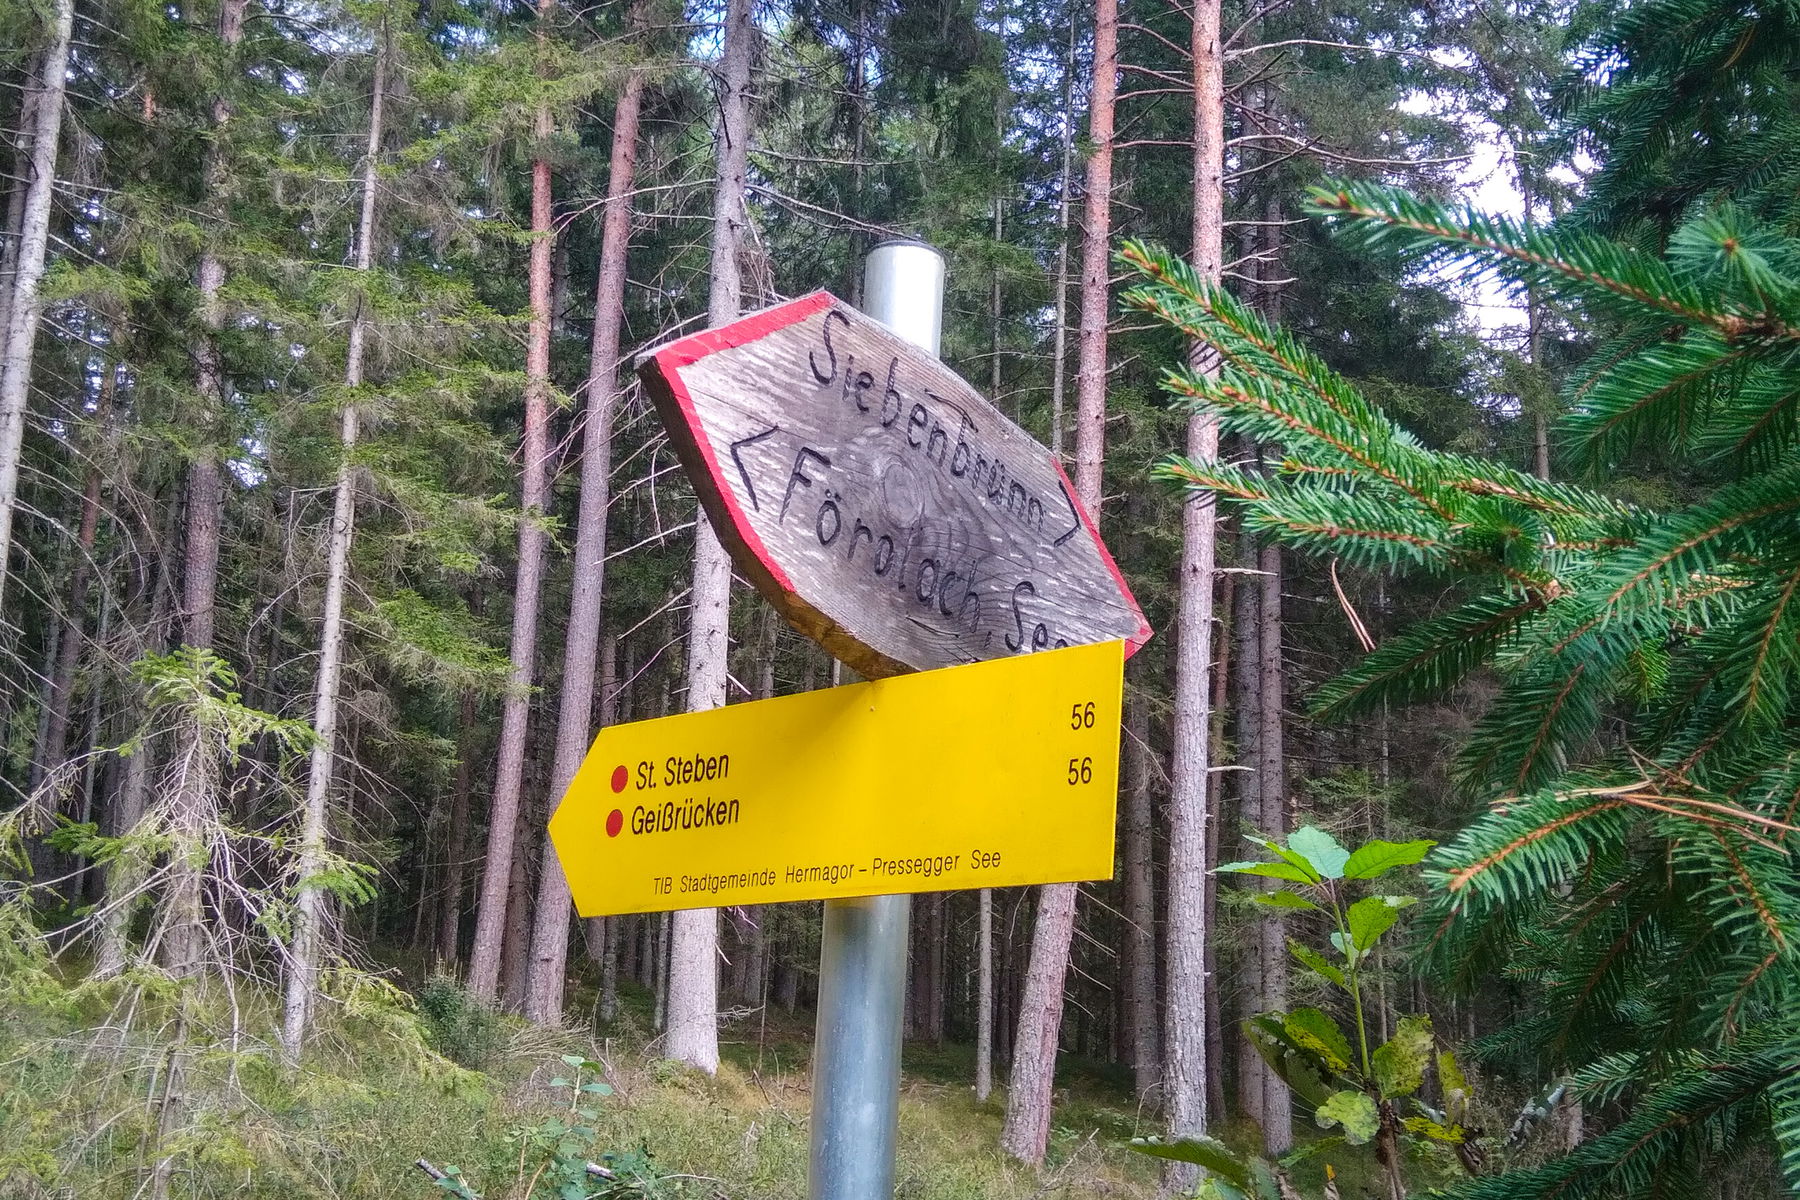 Siebenbrünn >
< Förolach, See
St. Steben 56
Geißrücken 56
TIB Stadtgemeinde Hermagor – Pressegger See